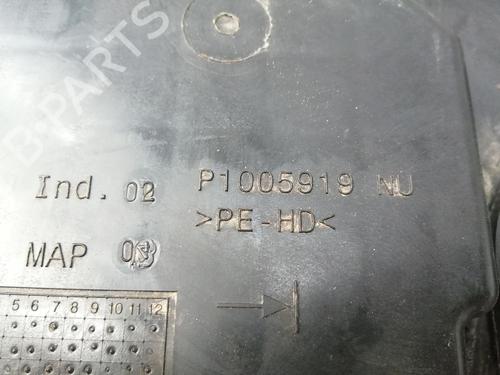 B-PARTS
Ind. 02 P1005919 NU
>PE-HD<
MAP 03
5 6 7 8 9 10 11 12